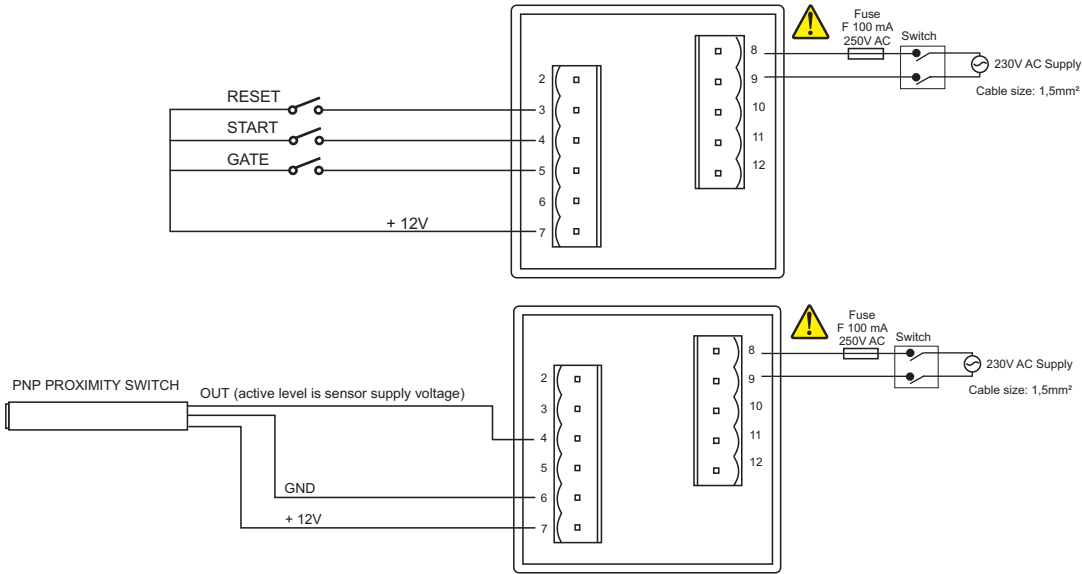 Fuse
F 100 mA
250V AC
Switch
230V AC Supply
Cable size: 1,5mm²
RESET
START
GATE
+ 12V
2
3
4
5
6
7
8
9
10
11
12
Fuse
F 100 mA
250V AC
Switch
230V AC Supply
Cable size: 1,5mm²
PNP PROXIMITY SWITCH
OUT (active level is sensor supply voltage)
GND
+ 12V
2
3
4
5
6
7
8
9
10
11
12